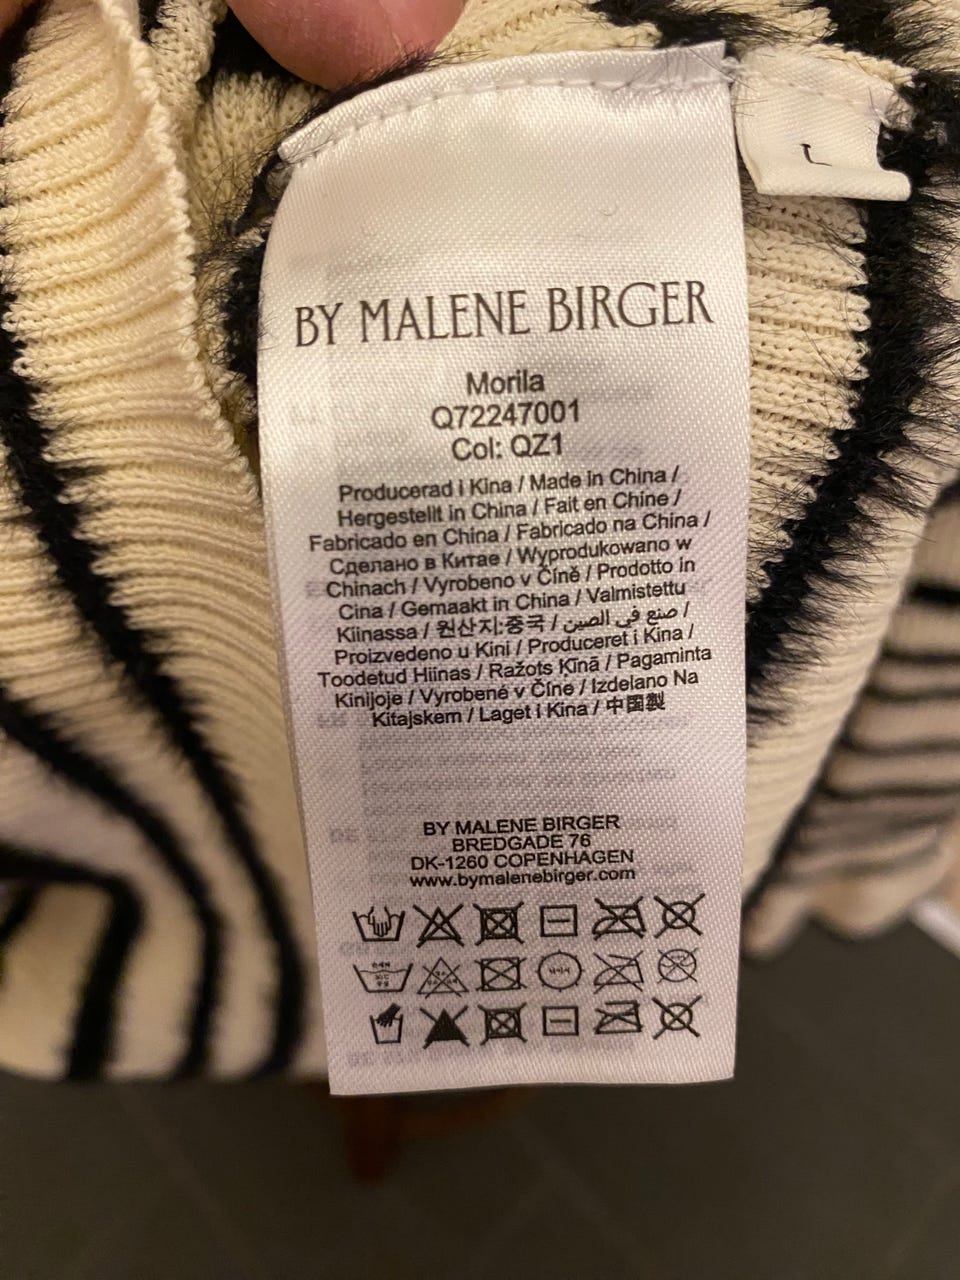 L
BY MALENE BIRGER
Morila
Q72247001
Col: QZ1
Producerad i Kina / Made in China /
Hergestellt in China / Fait en Chine /
Fabricado en China / Fabricado na China /
Сделано в Китае / Wyprodukowano w
Chinach / Vyrobeno v Číně / Prodotto in
Cina / Gemaakt in China / Valmistettu
Kiinassa / 원산지:중국 / صنع في الصين /
Proizvedeno u Kini / Produceret i Kina /
Toodetud Hiinas / Ražots Ķīnā / Pagaminta
Kinijoje / Vyrobené v Číne / Izdelano Na
Kitajskem / Laget i Kina / 中国製
BY MALENE BIRGER
BREDGADE 76
DK-1260 COPENHAGEN
www.bymalenebirger.com